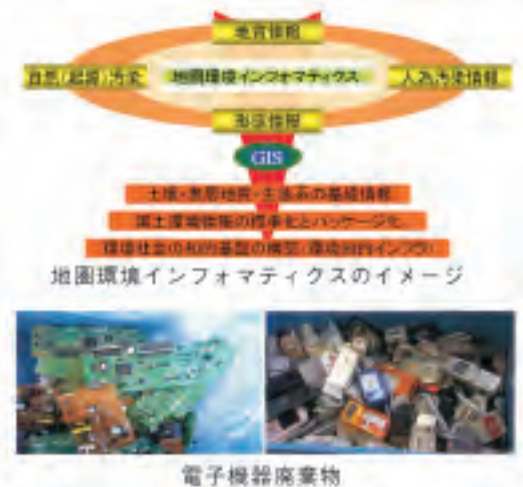 地質情報
自然(起源)汚染
地圏環境インフォマティクス
人為汚染情報
GIS
土壌・表層地質・生活系の基盤情報
国土環境情報の標準化とパッケージ化
環境社会の知的基盤の構築(環境知的インフラ)
地圏環境インフォマティクスのイメージ
電子機器廃棄物